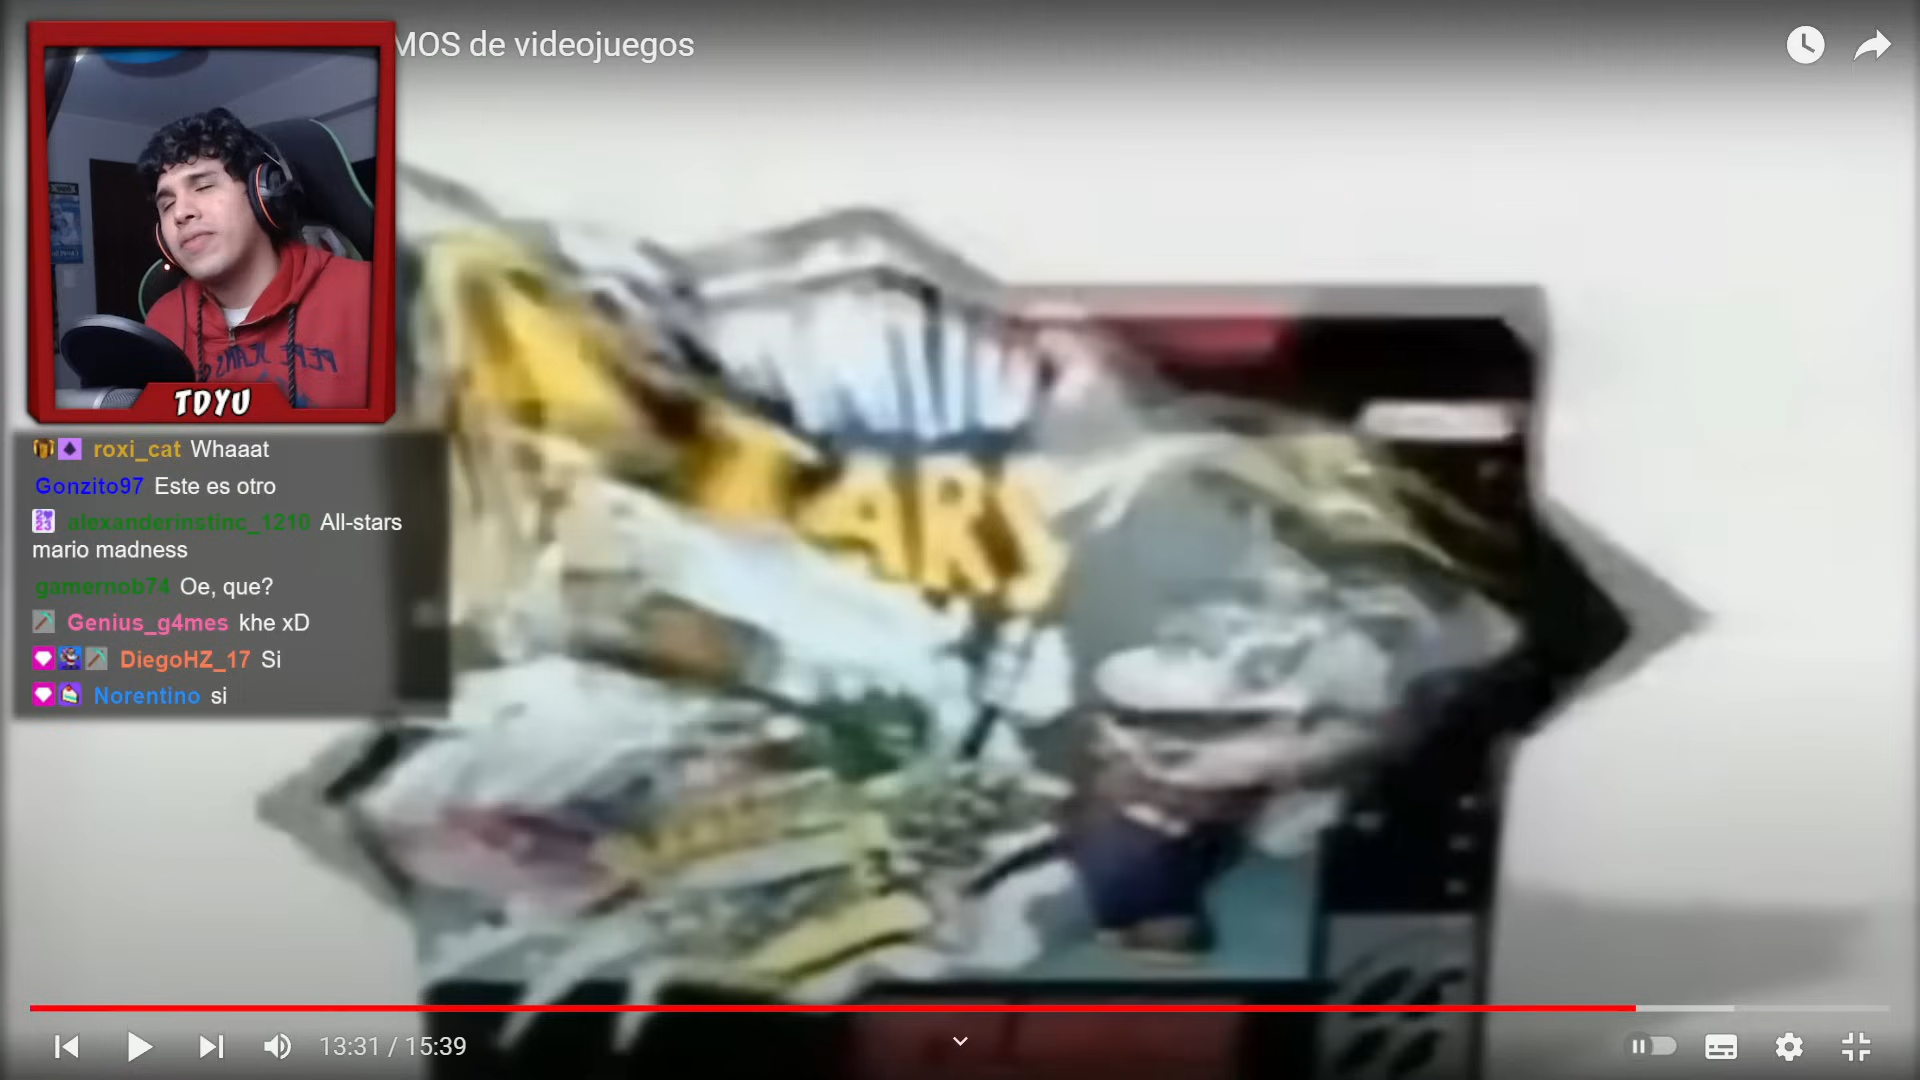 MOS de videojuegos
TDYU
roxi_cat Whaaat
Gonzito97 Este es otro
alexanderinstinc_1210 All-stars
mario madness
gamernob74 Oe, que?
Genius_g4mes khe xD
DiegoHZ_17 Si
Norentino si
13:31 / 15:39